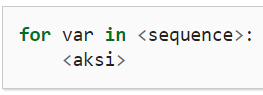 for var in <sequence>:
    <aksi>